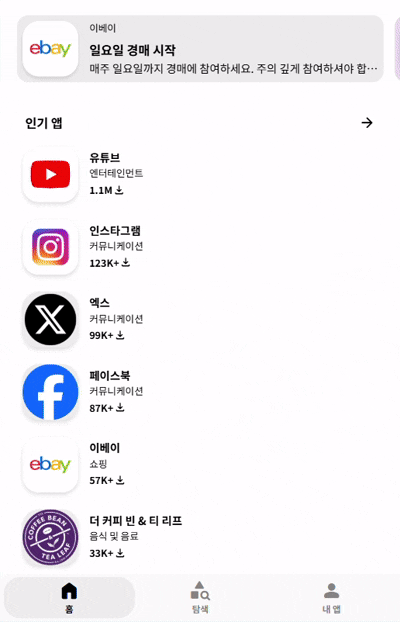 ebay
이베이
일요일 경매 시작
매주 일요일까지 경매에 참여하세요. 주의 깊게 참여하셔야 합…
인기 앱
유튜브
엔터테인먼트
1.1M
인스타그램
커뮤니케이션
123K+
엑스
커뮤니케이션
99K+
페이스북
커뮤니케이션
87K+
ebay
이베이
쇼핑
57K+
COFFEE BEAN
TEA LEAF
더 커피 빈 & 티 리프
음식 및 음료
33K+
홈
탐색
내 앱